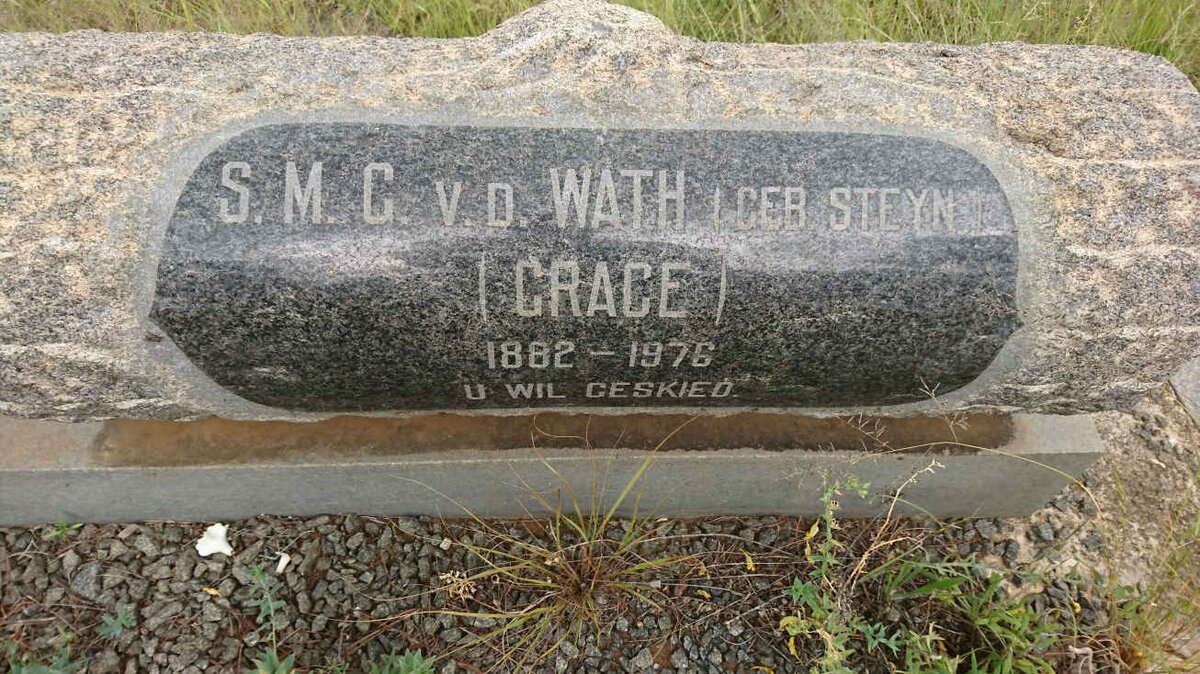 S. M. G. V. D. WATH (GEB. STEYN.)
(GRACE)
1882 – 1976
U WIL GESKIED.